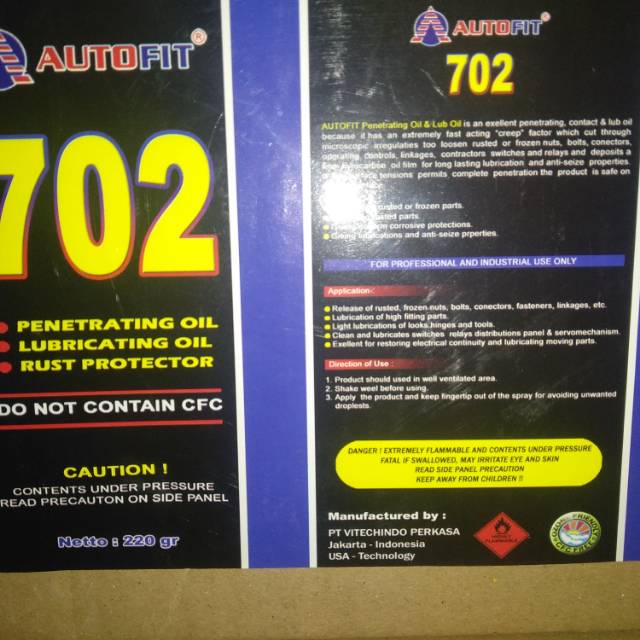 AUTOFIT®
702
PENETRATING OIL
LUBRICATING OIL
RUST PROTECTOR
DO NOT CONTAIN CFC
CAUTION !
CONTENTS UNDER PRESSURE
READ PRECAUTON ON SIDE PANEL
Netto : 220 gr
AUTOFIT®
702
AUTOFIT Penetrating Oil & Lub Oil is an exellent penetrating, contact & lub oil
because it has an extremely fast acting "creep" factor which cut through
microscopic irregulaties too loosen rusted or frozen nuts, bolts, conectors,
operating controls, linkages, contractors switches and relays and deposits a
oil film for long lasting lubrication and anti-seize properties.
tensions permits complete penetration the product is safe on
rusted or frozen parts.
parts.
corrosive protections.
lubrications and anti-seize prperties.
FOR PROFESSIONAL AND INDUSTRIAL USE ONLY
Application :
Release of rusted, frozen nuts, bolts, conectors, fasteners, linkages, etc.
Lubrication of high fitting parts.
Light lubrications of looks,hinges and tools.
Clean and lubricates switches relays distributions panel & servomechanism.
Exellent for restoring electrical continuity and lubricating moving parts.
Direction of Use :
1. Product should used in well ventilated area.
2. Shake weel before using.
3. Apply the product and keep fingertip out of the spray for avoiding unwanted
droplests.
DANGER ! EXTREMELY FLAMMABLE AND CONTENTS UNDER PRESSURE
FATAL IF SWALLOWED, MAY IRRITATE EYE AND SKIN
READ SIDE PANEL PRECAUTION
KEEP AWAY FROM CHILDREN !!
Manufactured by :
PT VITECHINDO PERKASA
Jakarta - Indonesia
USA - Technology
HIGHLY
FLAMMABLE
OZONE FRIENDLY
CFC FREE